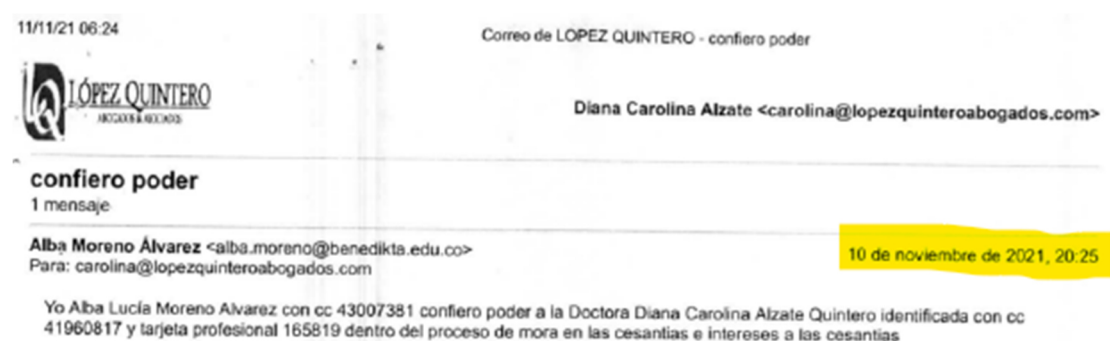 11/11/21 06:24
Correo de LOPEZ QUINTERO - confiero poder
LQ LÓPEZ QUINTERO
ABOGADOS & ASOCIADOS
Diana Carolina Alzate <carolina@lopezquinteroabogados.com>
confiero poder
1 mensaje
Alba Moreno Álvarez <alba.moreno@benedikta.edu.co>
10 de noviembre de 2021, 20:25
Para: carolina@lopezquinteroabogados.com
Yo Alba Lucía Moreno Alvarez con cc 43007381 confiero poder a la Doctora Diana Carolina Alzate Quintero identificada con cc
41960817 y tarjeta profesional 165819 dentro del proceso de mora en las cesantias e intereses a las cesantias